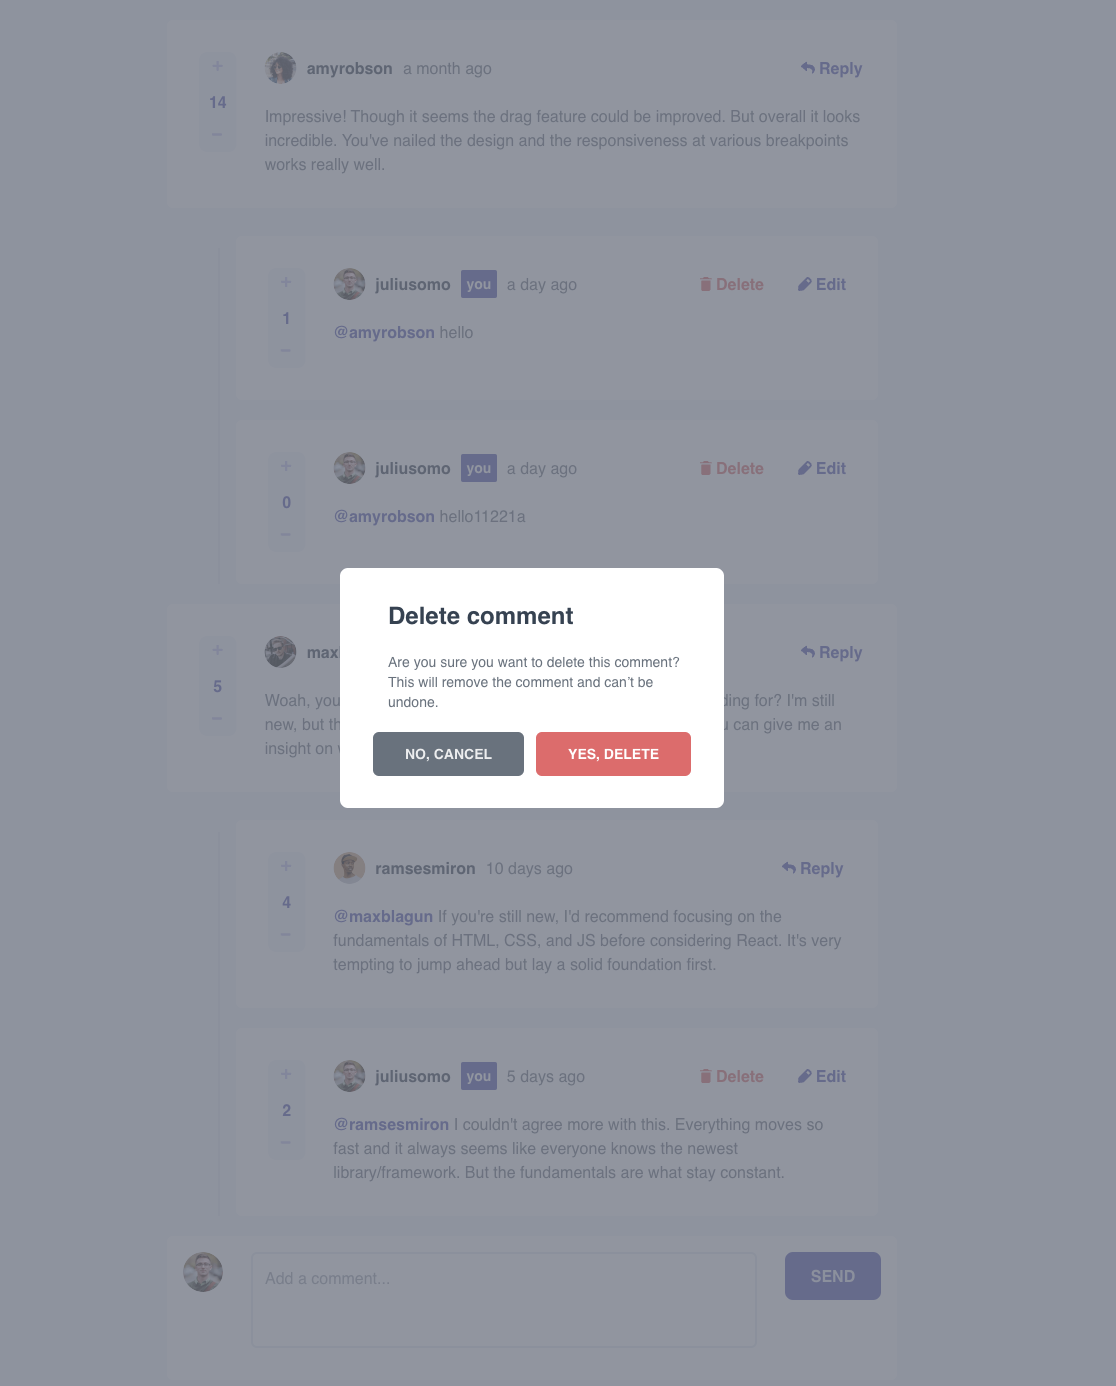 +
14
−
amyrobson a month ago Reply
Impressive! Though it seems the drag feature could be improved. But overall it looks
incredible. You've nailed the design and the responsiveness at various breakpoints
works really well.
+
1
−
juliusomo you a day ago Delete Edit
@amyrobson hello
+
0
−
juliusomo you a day ago Delete Edit
@amyrobson hello11221a
Delete comment
Are you sure you want to delete this comment?
This will remove the comment and can't be
undone.
NO, CANCEL YES, DELETE
+
5
−
max Reply
Woah, you ding for? I'm still
new, but th u can give me an
insight on
+
4
−
ramsesmiron 10 days ago Reply
@maxblagun If you're still new, I'd recommend focusing on the
fundamentals of HTML, CSS, and JS before considering React. It's very
tempting to jump ahead but lay a solid foundation first.
+
2
−
juliusomo you 5 days ago Delete Edit
@ramsesmiron I couldn't agree more with this. Everything moves so
fast and it always seems like everyone knows the newest
library/framework. But the fundamentals are what stay constant.
Add a comment...
SEND